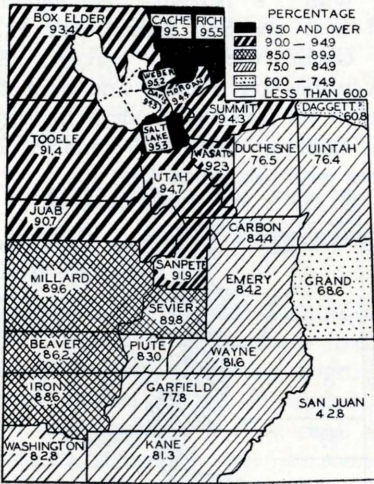 BOX ELDER
93.4
CACHE
95.3
RICH
95.5
PERCENTAGE
95.0 AND OVER
90.0 — 94.9
85.0 — 89.9
75.0 — 84.9
60.0 — 74.9
LESS THAN 60.0
WEBER
95.2
MORGAN
DAVIS
SUMMIT
94.3
DAGGETT
60.8
SALT
LAKE
95.3
TOOELE
91.4
WASATCH
92.3
DUCHESNE
76.5
UINTAH
76.4
UTAH
94.7
JUAB
90.7
CARBON
84.4
SANPETE
91.9
MILLARD
89.6
EMERY
84.2
GRAND
68.6
SEVIER
89.8
BEAVER
86.2
PIUTE
83.0
WAYNE
81.6
IRON
88.6
GARFIELD
77.8
SAN JUAN
42.8
WASHINGTON
82.8
KANE
81.3